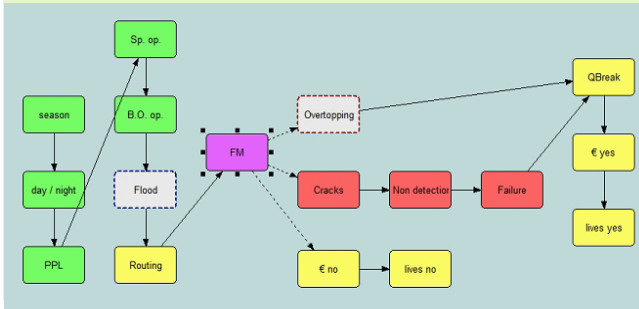 Sp. op.
QBreak
season
B.O. op.
Overtopping
FM
€ yes
day / night
Flood
Cracks
Non detection
Failure
lives yes
PPL
Routing
€ no
lives no